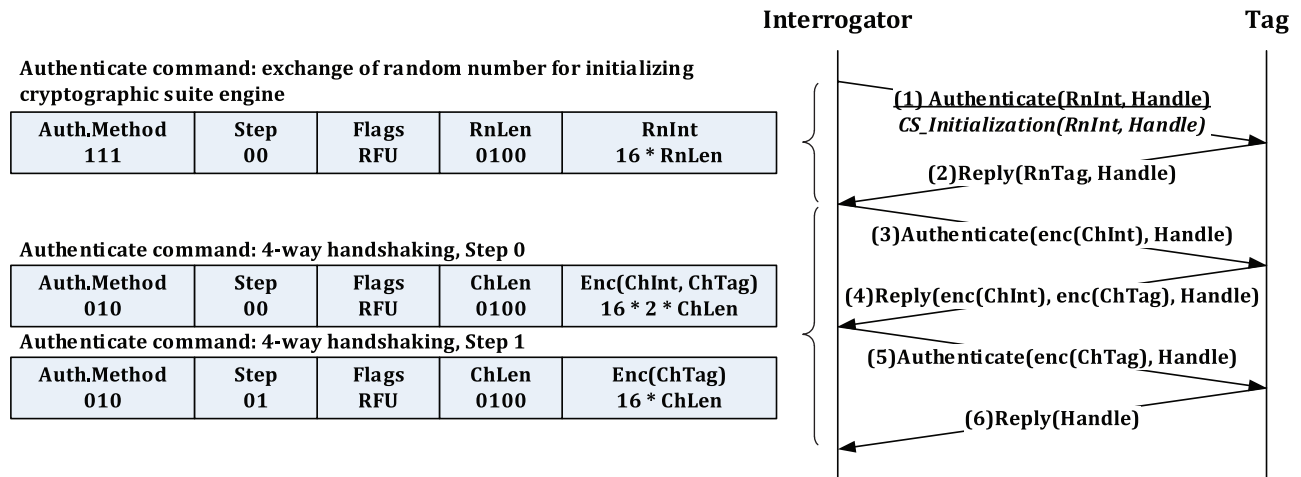 Interrogator Tag
Authenticate command: exchange of random number for initializing
cryptographic suite engine
Auth.Method Step Flags RnLen RnInt
111 00 RFU 0100 16 * RnLen
Authenticate command: 4-way handshaking, Step 0
Auth.Method Step Flags ChLen Enc(ChInt, ChTag)
010 00 RFU 0100 16 * 2 * ChLen
Authenticate command: 4-way handshaking, Step 1
Auth.Method Step Flags ChLen Enc(ChTag)
010 01 RFU 0100 16 * ChLen
(1) Authenticate(RnInt, Handle)
CS_Initialization(RnInt, Handle)
(2)Reply(RnTag, Handle)
(3)Authenticate(enc(ChInt), Handle)
(4)Reply(enc(ChInt), enc(ChTag), Handle)
(5)Authenticate(enc(ChTag), Handle)
(6)Reply(Handle)